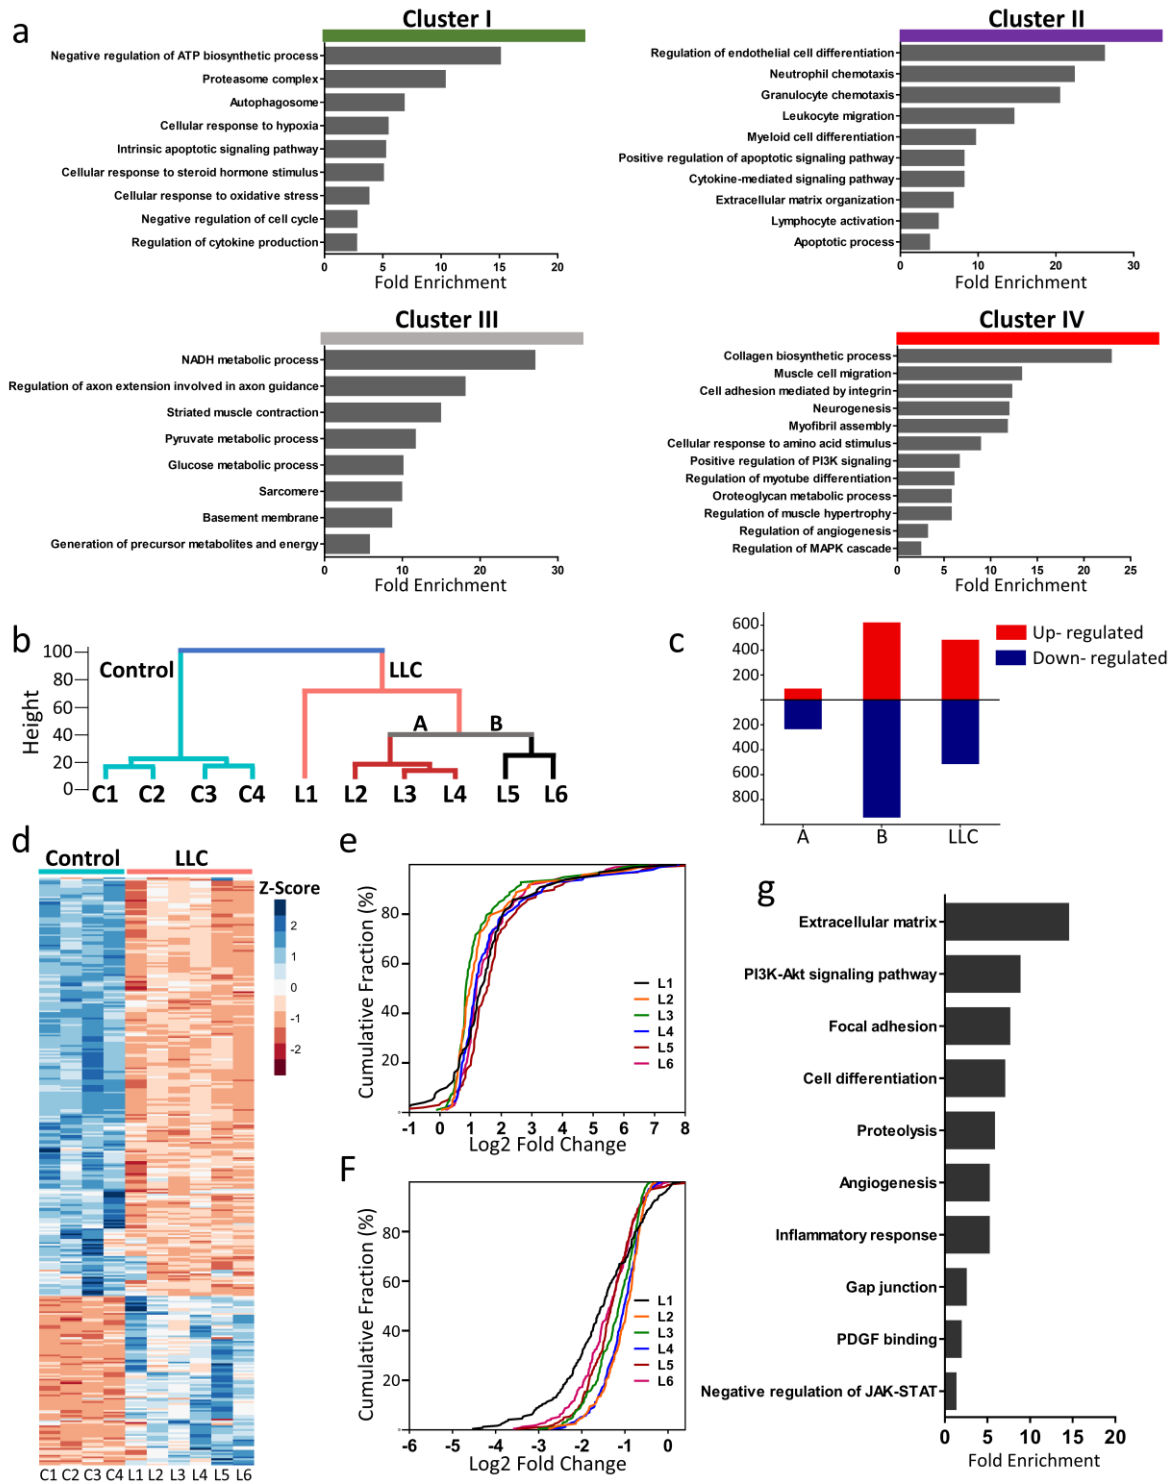 a
Cluster I
Negative regulation of ATP biosynthetic process
Proteasome complex
Autophagosome
Cellular response to hypoxia
Intrinsic apoptotic signaling pathway
Cellular response to steroid hormone stimulus
Cellular response to oxidative stress
Negative regulation of cell cycle
Regulation of cytokine production
0 5 10 15 20
Fold Enrichment
Cluster II
Regulation of endothelial cell differentiation
Neutrophil chemotaxis
Granulocyte chemotaxis
Leukocyte migration
Myeloid cell differentiation
Positive regulation of apoptotic signaling pathway
Cytokine-mediated signaling pathway
Extracellular matrix organization
Lymphocyte activation
Apoptotic process
0 10 20 30
Fold Enrichment
Cluster III
NADH metabolic process
Regulation of axon extension involved in axon guidance
Striated muscle contraction
Pyruvate metabolic process
Glucose metabolic process
Sarcomere
Basement membrane
Generation of precursor metabolites and energy
0 10 20 30
Fold Enrichment
Cluster IV
Collagen biosynthetic process
Muscle cell migration
Cell adhesion mediated by integrin
Neurogenesis
Myofibril assembly
Cellular response to amino acid stimulus
Positive regulation of PI3K signaling
Regulation of myotube differentiation
Oroteoglycan metabolic process
Regulation of muscle hypertrophy
Regulation of angiogenesis
Regulation of MAPK cascade
0 5 10 15 20 25
Fold Enrichment
b
Height
100
80
60
40
20
0
Control
LLC
A
B
C1 C2 C3 C4 L1 L2 L3 L4 L5 L6
c
600
400
200
200
400
600
800
A B LLC
Up- regulated
Down- regulated
d
Control LLC
Z-Score
2
1
0
-1
-2
C1 C2 C3 C4 L1 L2 L3 L4 L5 L6
e
Cumulative Fraction (%)
80
60
40
20
L1
L2
L3
L4
L5
L6
-1 0 1 2 3 4 5 6 7 8
Log2 Fold Change
F
Cumulative Fraction (%)
80
60
40
20
L1
L2
L3
L4
L5
L6
-6 -5 -4 -3 -2 -1 0
Log2 Fold Change
g
Extracellular matrix
PI3K-Akt signaling pathway
Focal adhesion
Cell differentiation
Proteolysis
Angiogenesis
Inflammatory response
Gap junction
PDGF binding
Negative regulation of JAK-STAT
0 5 10 15 20
Fold Enrichment